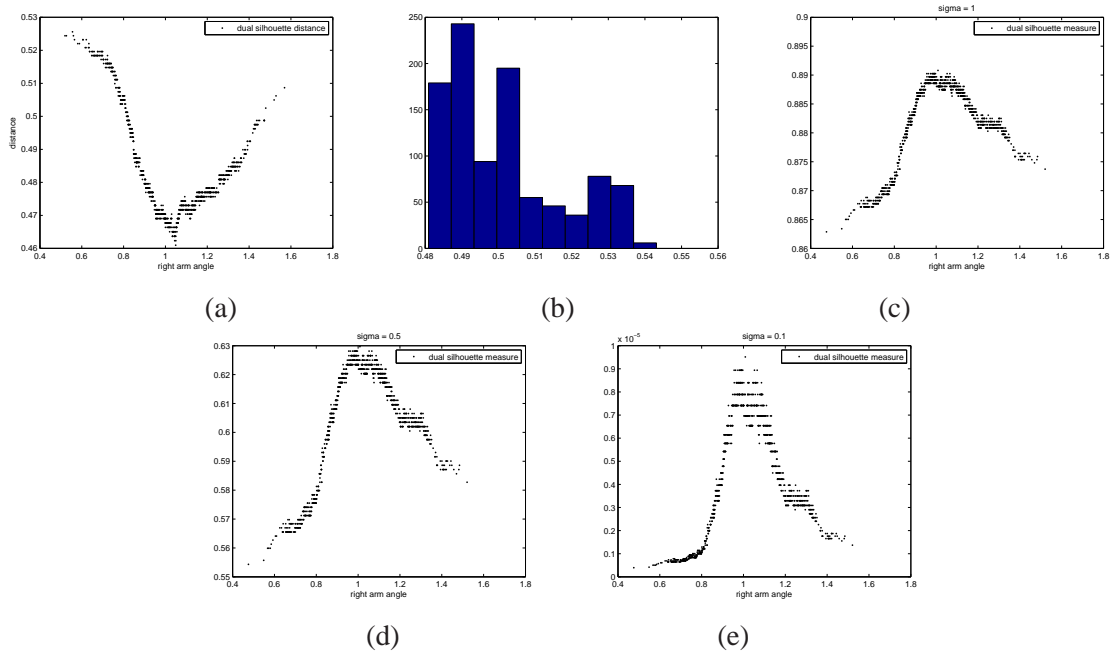 dual silhouette distance
0.53
0.52
0.51
0.5
0.49
0.48
0.47
0.46
distance
0.4 0.6 0.8 1 1.2 1.4 1.6 1.8
right arm angle
(a)
250
200
150
100
50
0
0.48 0.49 0.5 0.51 0.52 0.53 0.54 0.55 0.56
(b)
sigma = 1
dual silhouette measure
0.9
0.895
0.89
0.885
0.88
0.875
0.87
0.865
0.86
0.4 0.6 0.8 1 1.2 1.4 1.6 1.8
right arm angle
(c)
sigma = 0.5
dual silhouette measure
0.63
0.62
0.61
0.6
0.59
0.58
0.57
0.56
0.55
0.4 0.6 0.8 1 1.2 1.4 1.6 1.8
right arm angle
(d)
sigma = 0.1
x 10⁻⁵
dual silhouette measure
1
0.9
0.8
0.7
0.6
0.5
0.4
0.3
0.2
0.1
0
0.4 0.6 0.8 1 1.2 1.4 1.6 1.8
right arm angle
(e)